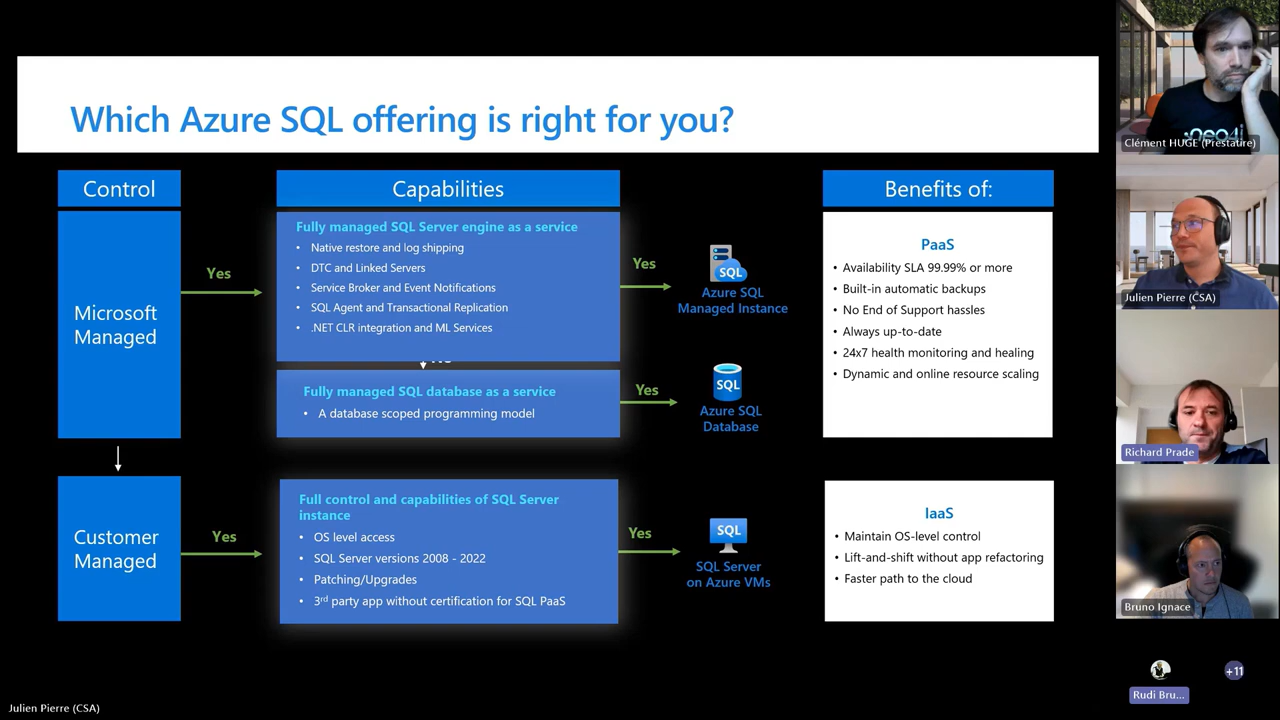 Which Azure SQL offering is right for you?
Control
Capabilities
Benefits of:
Microsoft
Managed
Yes
Fully managed SQL Server engine as a service
• Native restore and log shipping
• DTC and Linked Servers
• Service Broker and Event Notifications
• SQL Agent and Transactional Replication
• .NET CLR integration and ML Services
Yes
SQL
Azure SQL
Managed Instance
Fully managed SQL database as a service
• A database scoped programming model
Yes
SQL
Azure SQL
Database
PaaS
• Availability SLA 99.99% or more
• Built-in automatic backups
• No End of Support hassles
• Always up-to-date
• 24x7 health monitoring and healing
• Dynamic and online resource scaling
Customer
Managed
Yes
Full control and capabilities of SQL Server
instance
• OS level access
• SQL Server versions 2008 - 2022
• Patching/Upgrades
• 3rd party app without certification for SQL PaaS
Yes
SQL
SQL Server
on Azure VMs
IaaS
• Maintain OS-level control
• Lift-and-shift without app refactoring
• Faster path to the cloud
Clément HUGE (Prestataire)
Julien Pierre (CSA)
Richard Prade
Bruno Ignace
+11
Rudi Bru...
Julien Pierre (CSA)